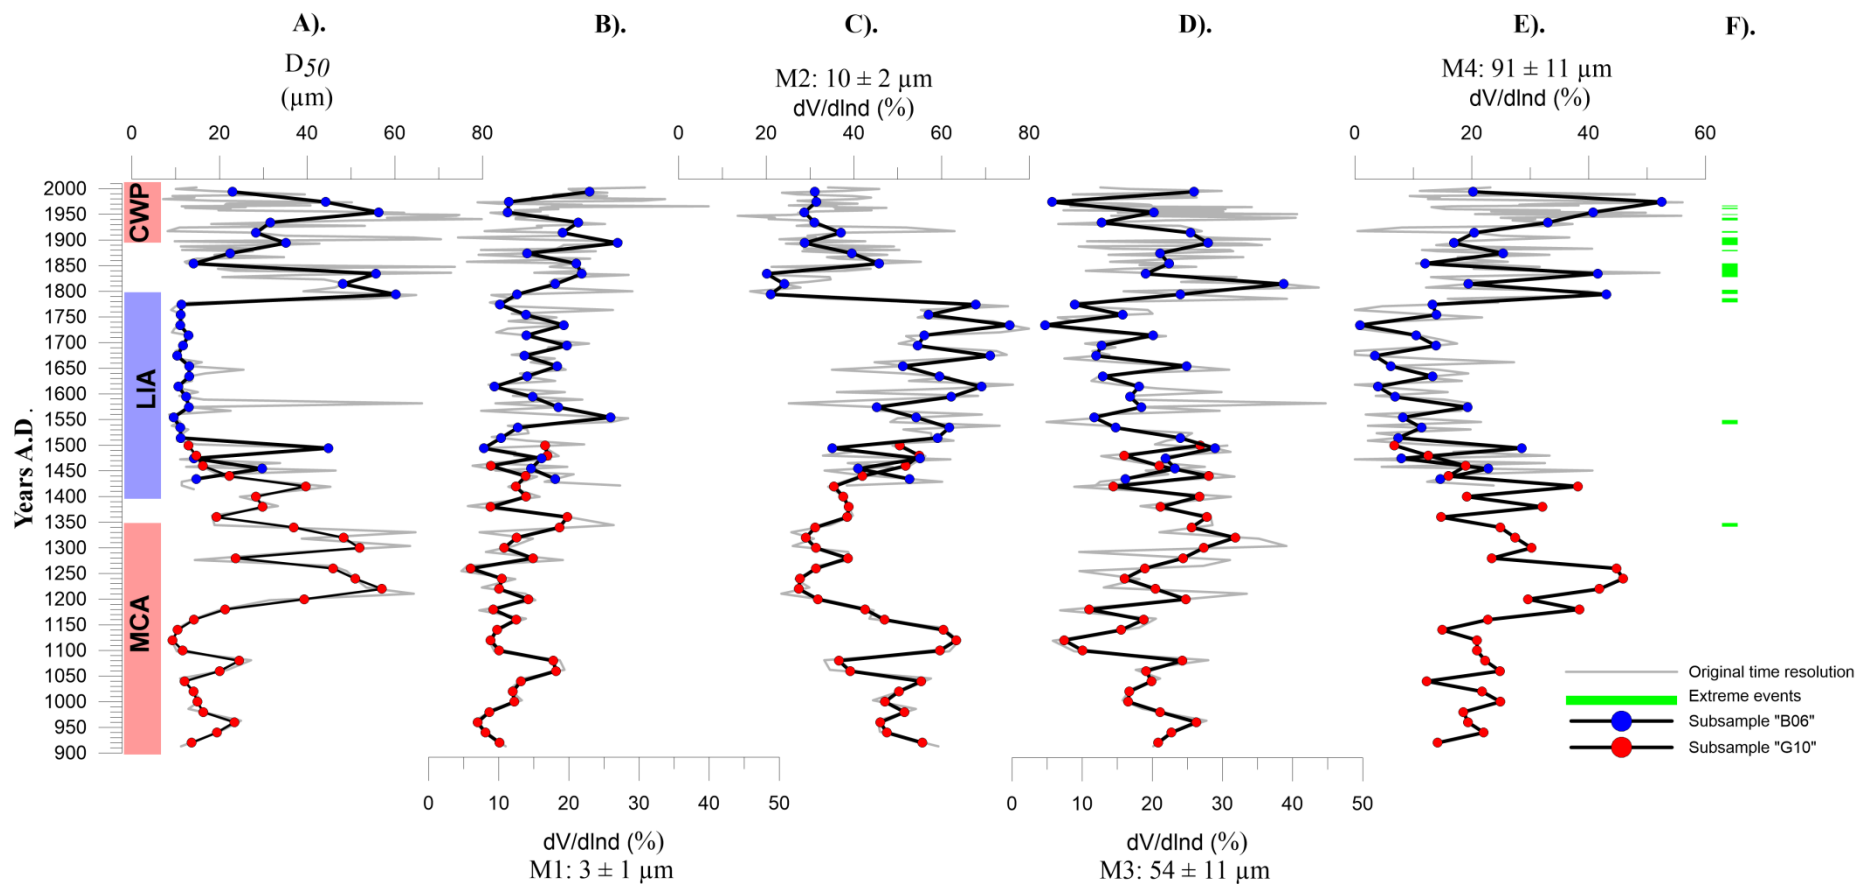 A).
B).
C).
D).
E).
F).
D50
(µm)
M2: 10 ± 2 µm
dV/dInd (%)
M4: 91 ± 11 µm
dV/dInd (%)
0 20 40 60 80
0 20 40 60 80
0 20 40 60
Years A.D.
2000
1950
1900
1850
1800
1750
1700
1650
1600
1550
1500
1450
1400
1350
1300
1250
1200
1150
1100
1050
1000
950
900
CWP
LIA
MCA
Original time resolution
Extreme events
Subsample "B06"
Subsample "G10"
0 10 20 30 40 50
0 10 20 30 40 50
dV/dInd (%)
M1: 3 ± 1 µm
dV/dInd (%)
M3: 54 ± 11 µm